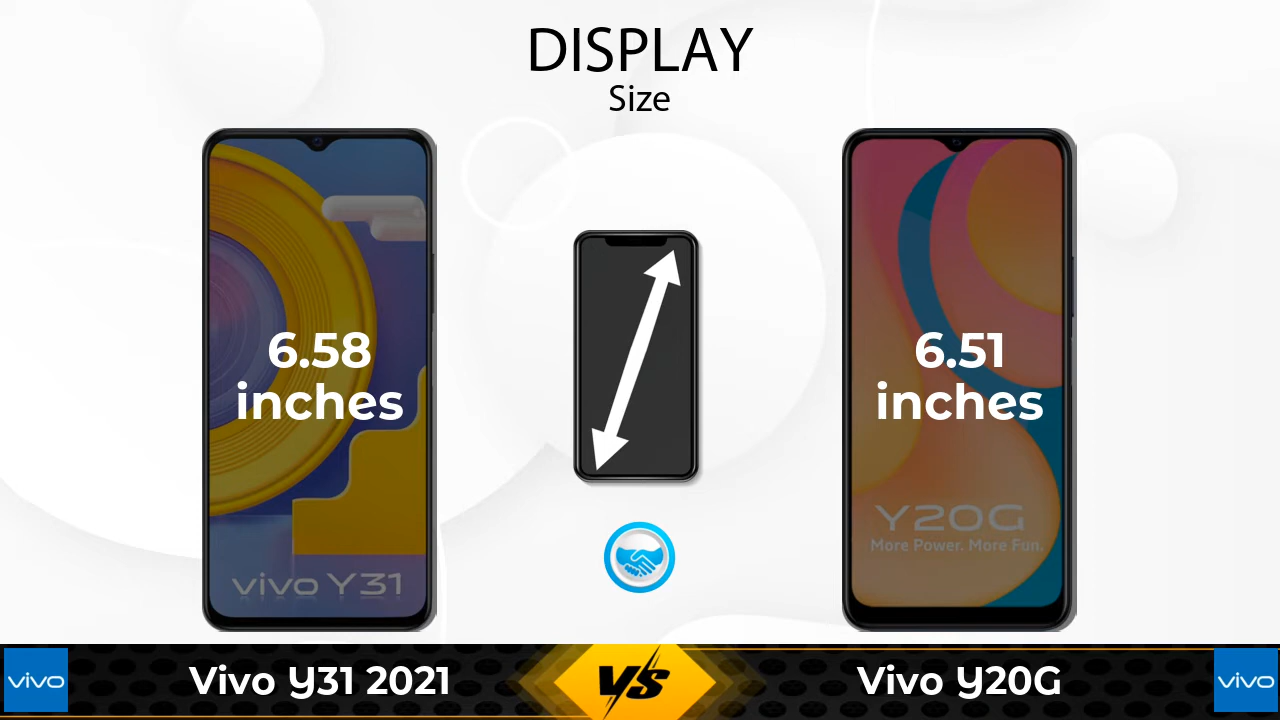 DISPLAY
Size
6.58
inches
vivo Y31
6.51
inches
Y20G
More Power. More Fun.
vivo
Vivo Y31 2021
VS
Vivo Y20G
vivo